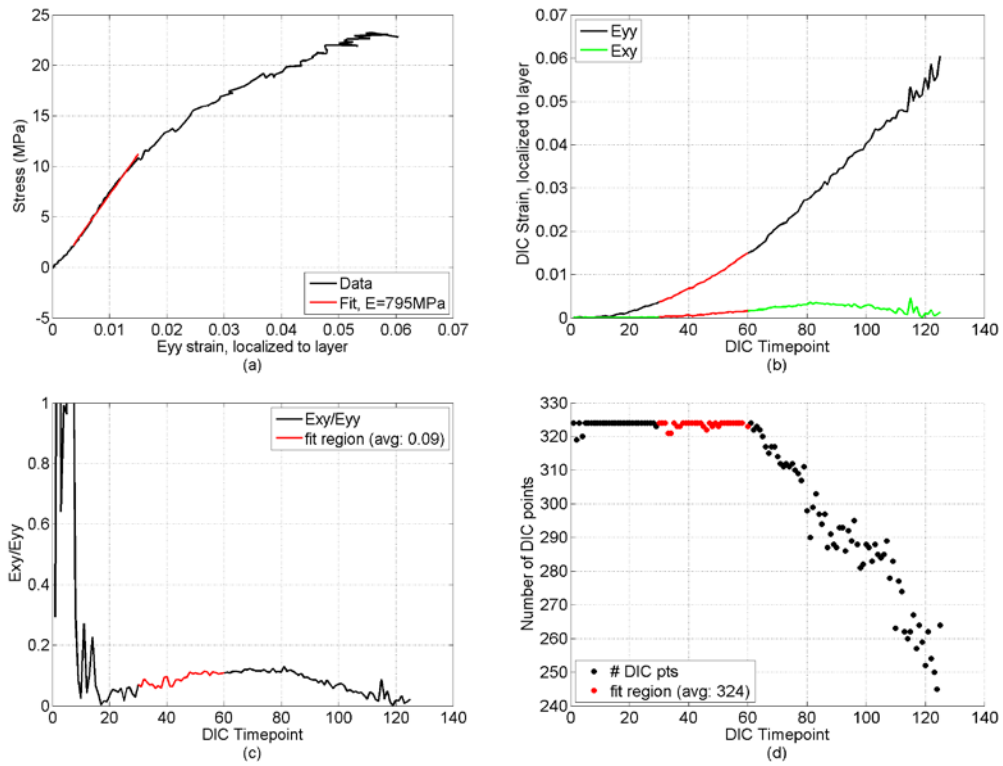 25
20
15
10
5
0
-5
Stress (MPa)
Data
Fit, E=795MPa
0 0.01 0.02 0.03 0.04 0.05 0.06 0.07
Eyy strain, localized to layer
(a)
0.07
0.06
0.05
0.04
0.03
0.02
0.01
0
DIC Strain, localized to layer
Eyy
Exy
0 20 40 60 80 100 120 140
DIC Timepoint
(b)
1
0.8
0.6
0.4
0.2
0
Exy/Eyy
Exy/Eyy
fit region (avg: 0.09)
0 20 40 60 80 100 120 140
DIC Timepoint
(c)
330
320
310
300
290
280
270
260
250
240
Number of DIC points
# DIC pts
fit region (avg: 324)
0 20 40 60 80 100 120 140
DIC Timepoint
(d)